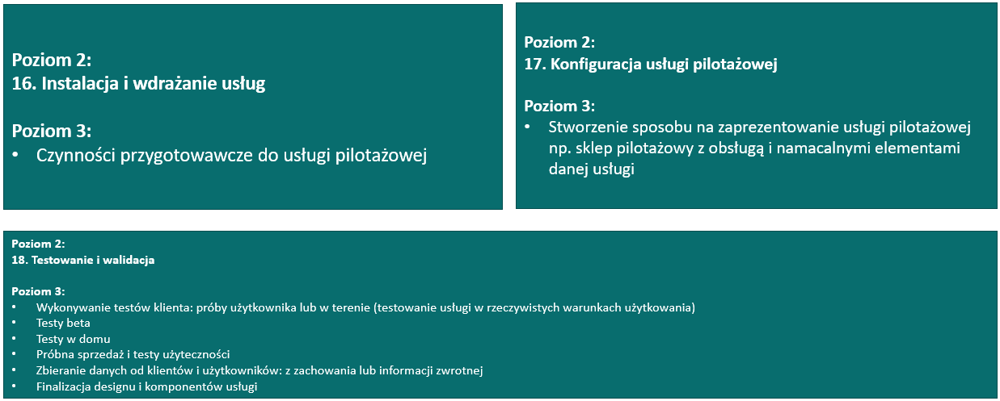 Poziom 2:
16. Instalacja i wdrażanie usług
Poziom 3:
• Czynności przygotowawcze do usługi pilotażowej
Poziom 2:
17. Konfiguracja usługi pilotażowej
Poziom 3:
• Stworzenie sposobu na zaprezentowanie usługi pilotażowej
np. sklep pilotażowy z obsługą i namacalnymi elementami
danej usługi
Poziom 2:
18. Testowanie i walidacja
Poziom 3:
• Wykonywanie testów klienta: próby użytkownika lub w terenie (testowanie usługi w rzeczywistych warunkach użytkowania)
• Testy beta
• Testy w domu
• Próbna sprzedaż i testy użyteczności
• Zbieranie danych od klientów i użytkowników: z zachowania lub informacji zwrotnej
• Finalizacja designu i komponentów usługi